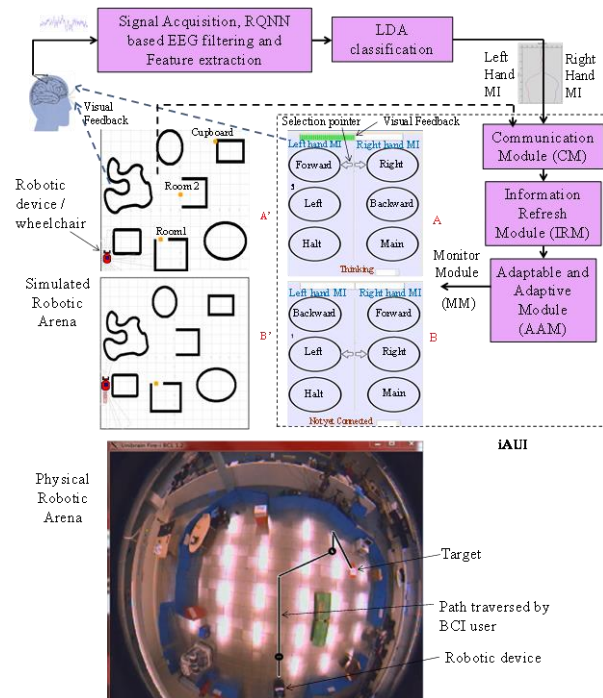 Signal Acquisition, RQNN
based EEG filtering and
Feature extraction
LDA
classification
Left
Hand
MI
Right
Hand
MI
Visual
Feedback
Selection pointer
Visual Feedback
Cupboard
Room2
Room1
Robotic
device /
wheelchair
A'
Left hand MI
Right hand MI
Forward
Right
3
Left
Backward
Halt
Main
Thinking
A
Communication
Module (CM)
Information
Refresh
Module (IRM)
Adaptable and
Adaptive
Module
(AAM)
Monitor
Module
(MM)
Simulated
Robotic
Arena
B'
Left hand MI
Right hand MI
Backward
Forward
1
Left
Right
Halt
Main
Not yet Connected
B
iAUI
Physical
Robotic
Arena
Target
Path traversed by
BCI user
Robotic device